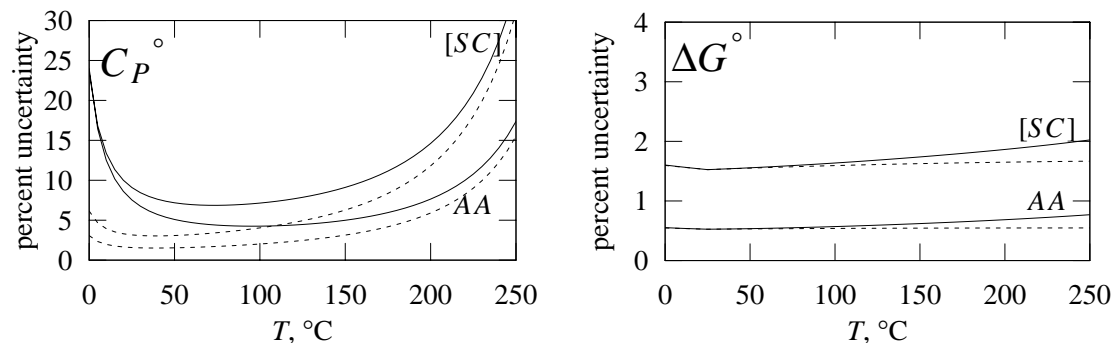 30
25
20
15
10
5
0
percent uncertainty
C_P°
[SC]
AA
0 50 100 150 200 250
T, °C
4
3
2
1
0
percent uncertainty
ΔG°
[SC]
AA
0 50 100 150 200 250
T, °C